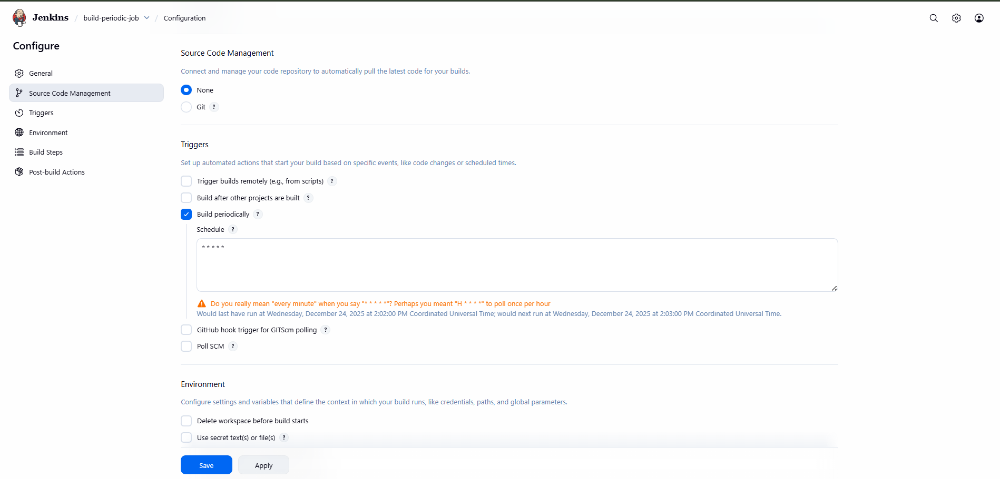 Jenkins / build-periodic-job / Configuration
Configure
General
Source Code Management
Triggers
Environment
Build Steps
Post-build Actions
Source Code Management
Connect and manage your code repository to automatically pull the latest code for your builds.
None
Git ?
Triggers
Set up automated actions that start your build based on specific events, like code changes or scheduled times.
Trigger builds remotely (e.g., from scripts) ?
Build after other projects are built ?
Build periodically ?
Schedule ?
* * * * *
Do you really mean "every minute" when you say "* * * * *"? Perhaps you meant "H * * * *" to poll once per hour
Would last have run at Wednesday, December 24, 2025 at 2:02:00 PM Coordinated Universal Time; would next run at Wednesday, December 24, 2025 at 2:03:00 PM Coordinated Universal Time.
GitHub hook trigger for GITScm polling ?
Poll SCM ?
Environment
Configure settings and variables that define the context in which your build runs, like credentials, paths, and global parameters.
Delete workspace before build starts
Use secret text(s) or file(s) ?
Save Apply